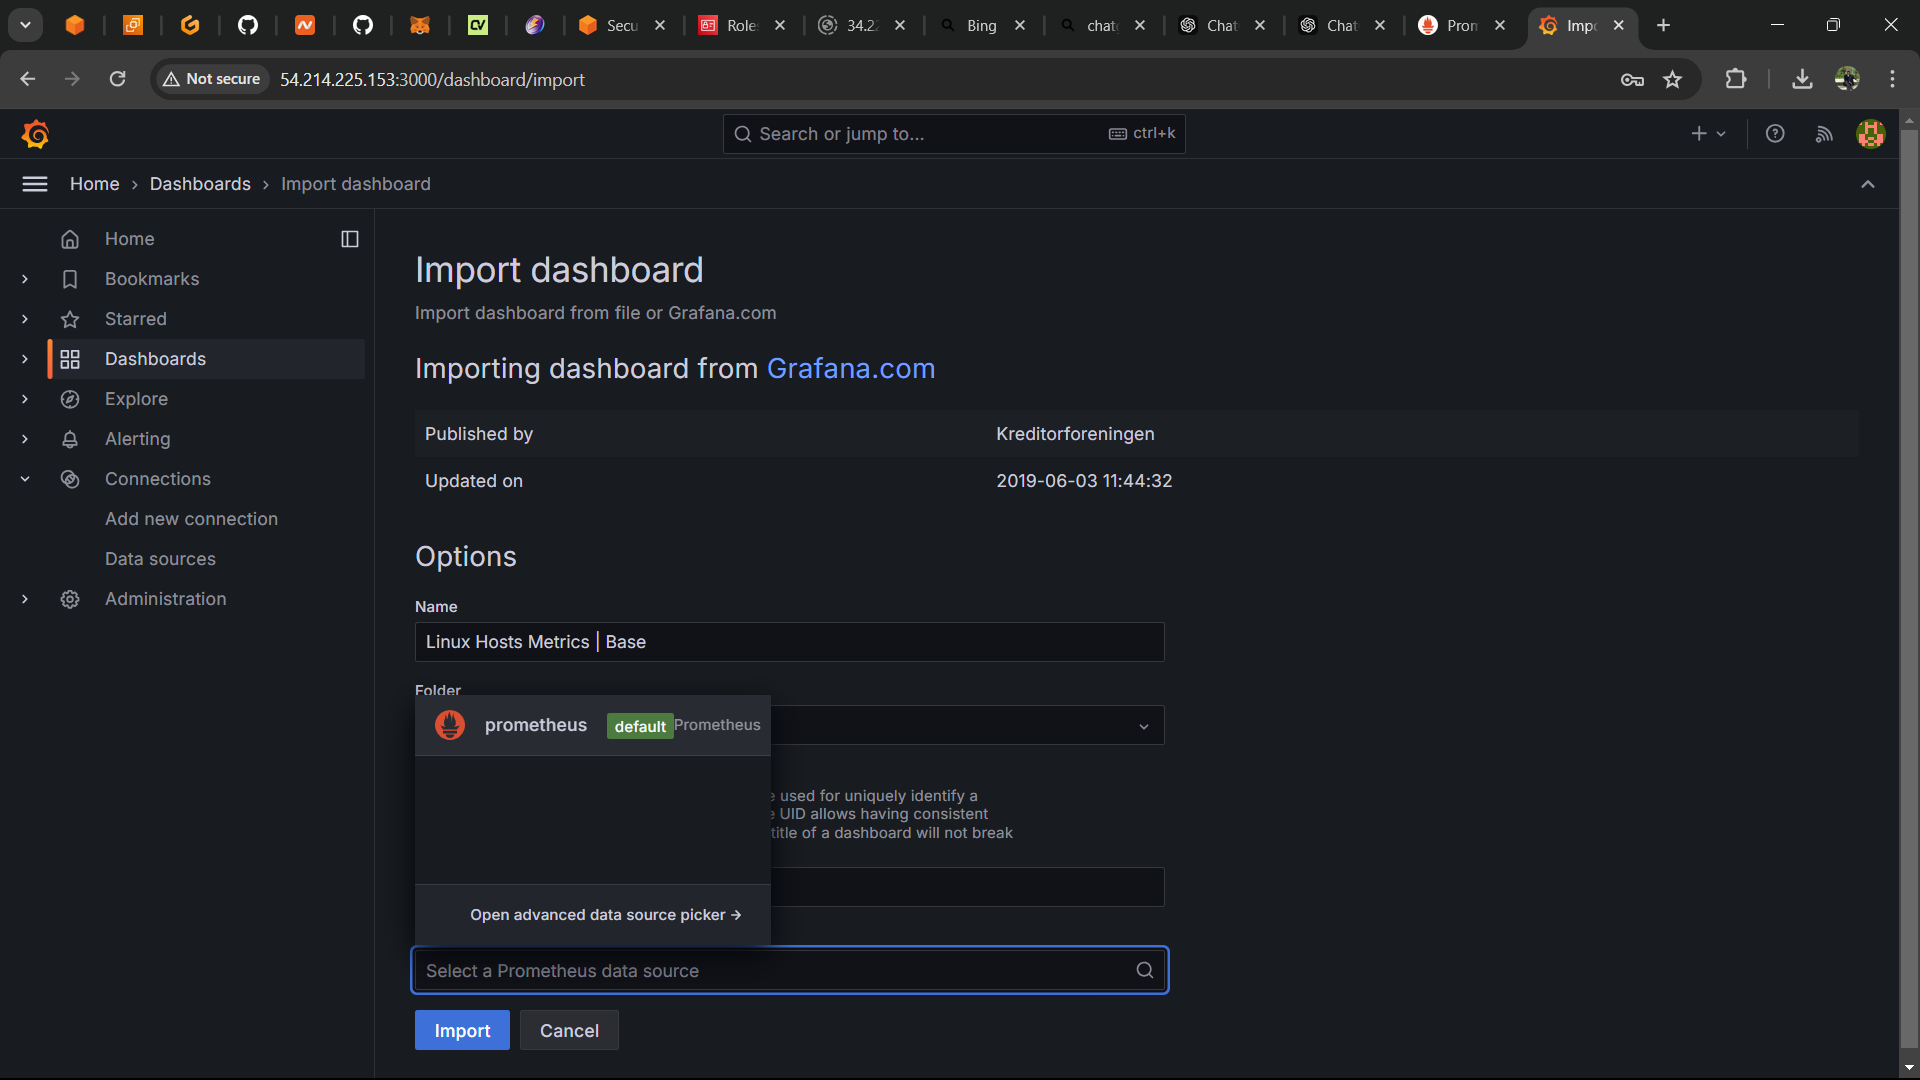 Secu
Role
34.22
Bing
chatg
Chat
Chat
Prom
Impo
Not secure
54.214.225.153:3000/dashboard/import
Search or jump to...
ctrl+k
Home
Dashboards
Import dashboard
Home
Bookmarks
Starred
Dashboards
Explore
Alerting
Connections
Add new connection
Data sources
Administration
Import dashboard
Import dashboard from file or Grafana.com
Importing dashboard from Grafana.com
Published by Kreditorforeningen
Updated on 2019-06-03 11:44:32
Options
Name
Linux Hosts Metrics | Base
Folder
prometheus default Prometheus
used for uniquely identify a
UID allows having consistent
title of a dashboard will not break
Open advanced data source picker →
Select a Prometheus data source
Import
Cancel